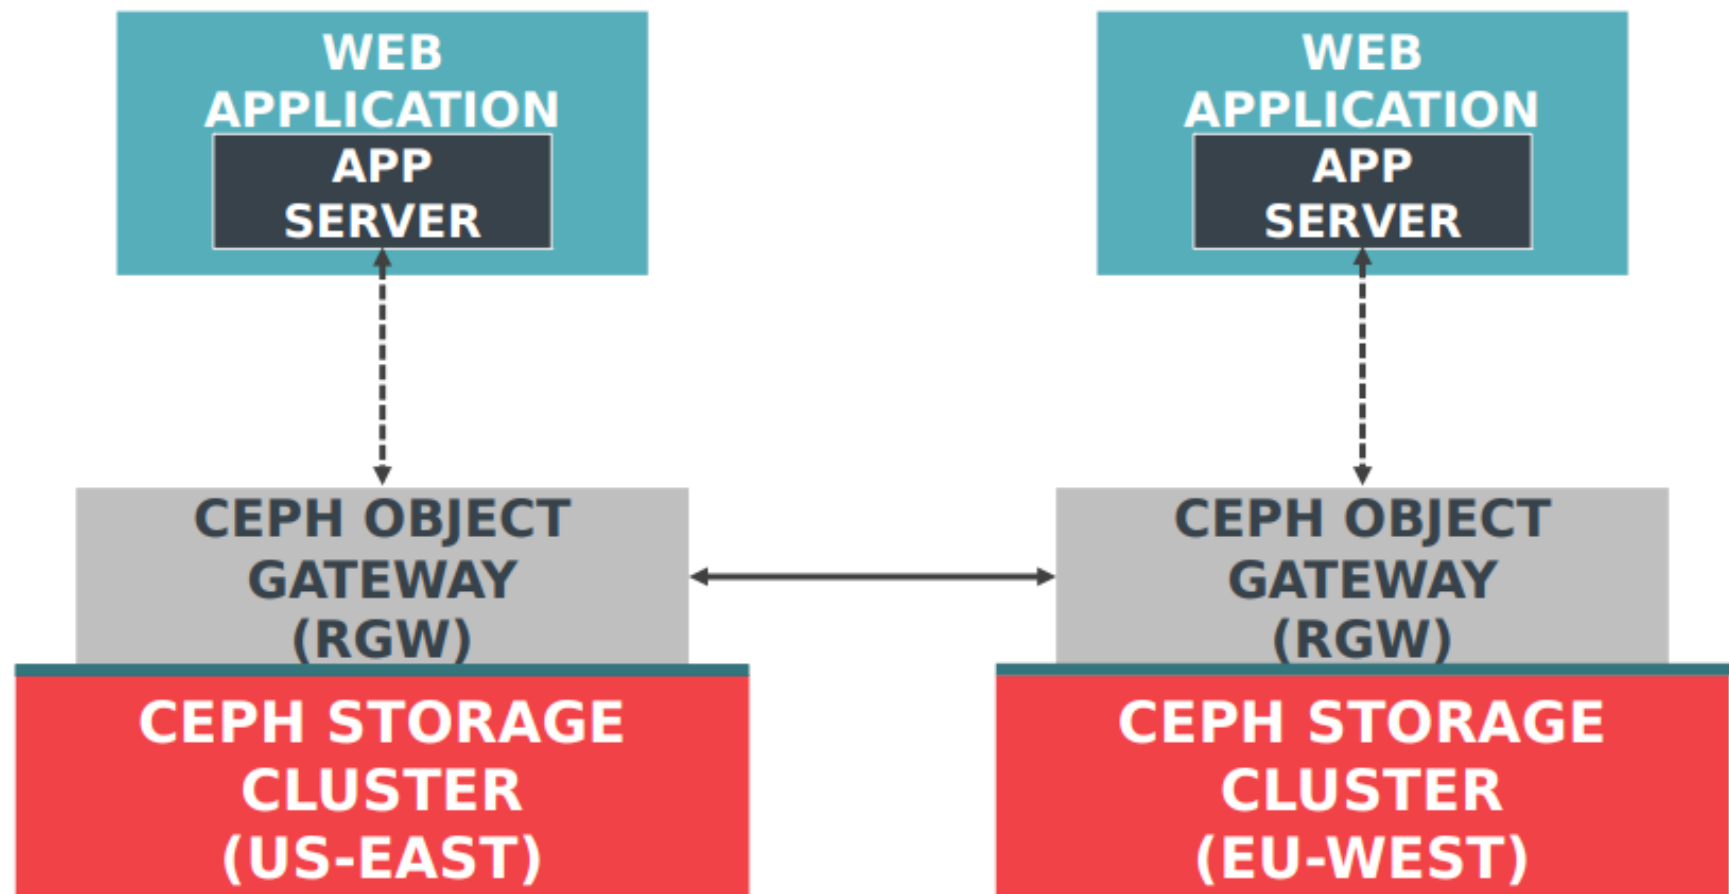 WEB
APPLICATION
APP
SERVER
WEB
APPLICATION
APP
SERVER
CEPH OBJECT
GATEWAY
(RGW)
CEPH OBJECT
GATEWAY
(RGW)
CEPH STORAGE
CLUSTER
(US-EAST)
CEPH STORAGE
CLUSTER
(EU-WEST)